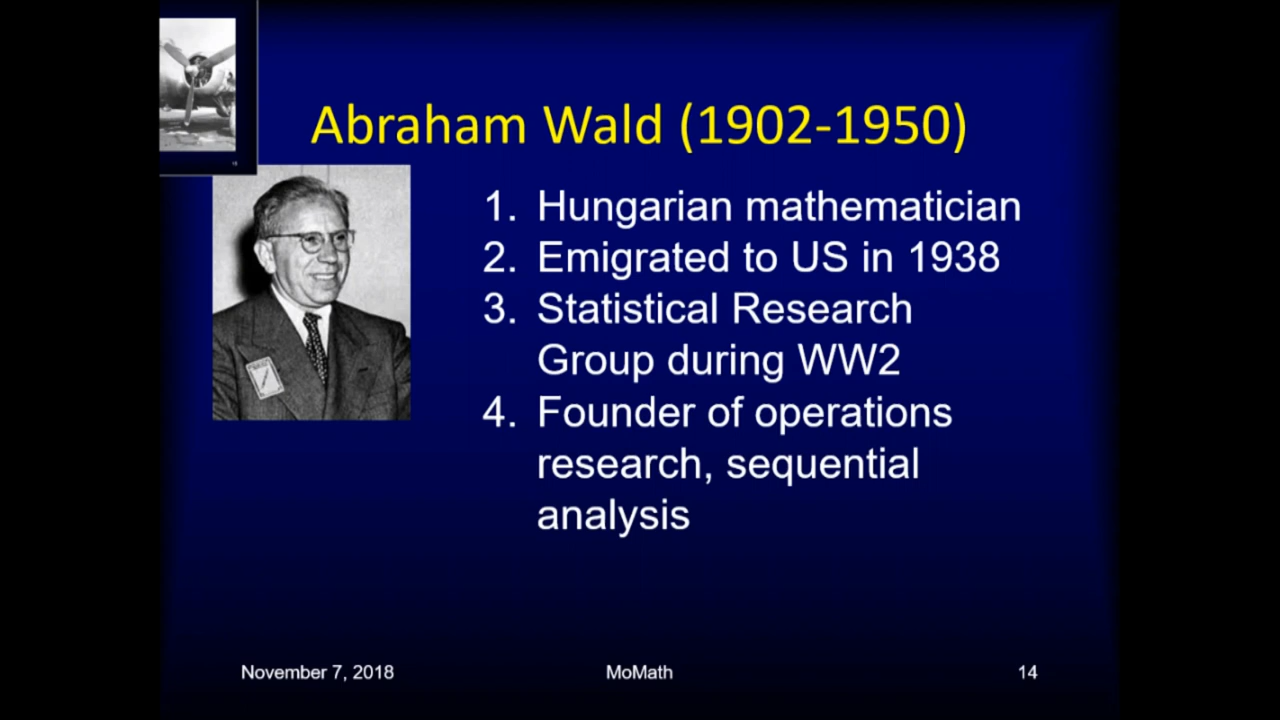 Abraham Wald (1902-1950)
1. Hungarian mathematician
2. Emigrated to US in 1938
3. Statistical Research
Group during WW2
4. Founder of operations
research, sequential
analysis
November 7, 2018
MoMath
14